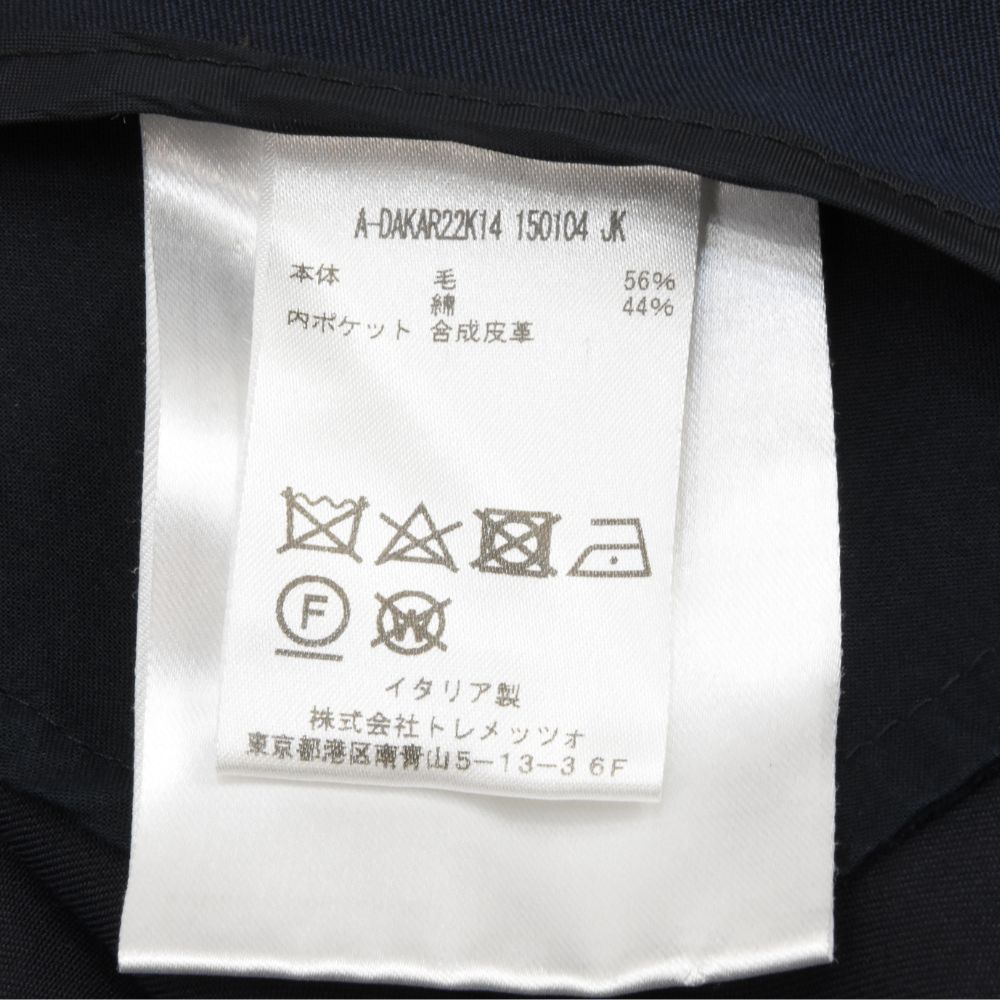 A-DAKAR22K14 150104 JK
本体 毛 56%
綿 44%
内ポケット 合成皮革
F
W
イタリア製
株式会社トレメッツォ
東京都港区南青山5-13-3 6F